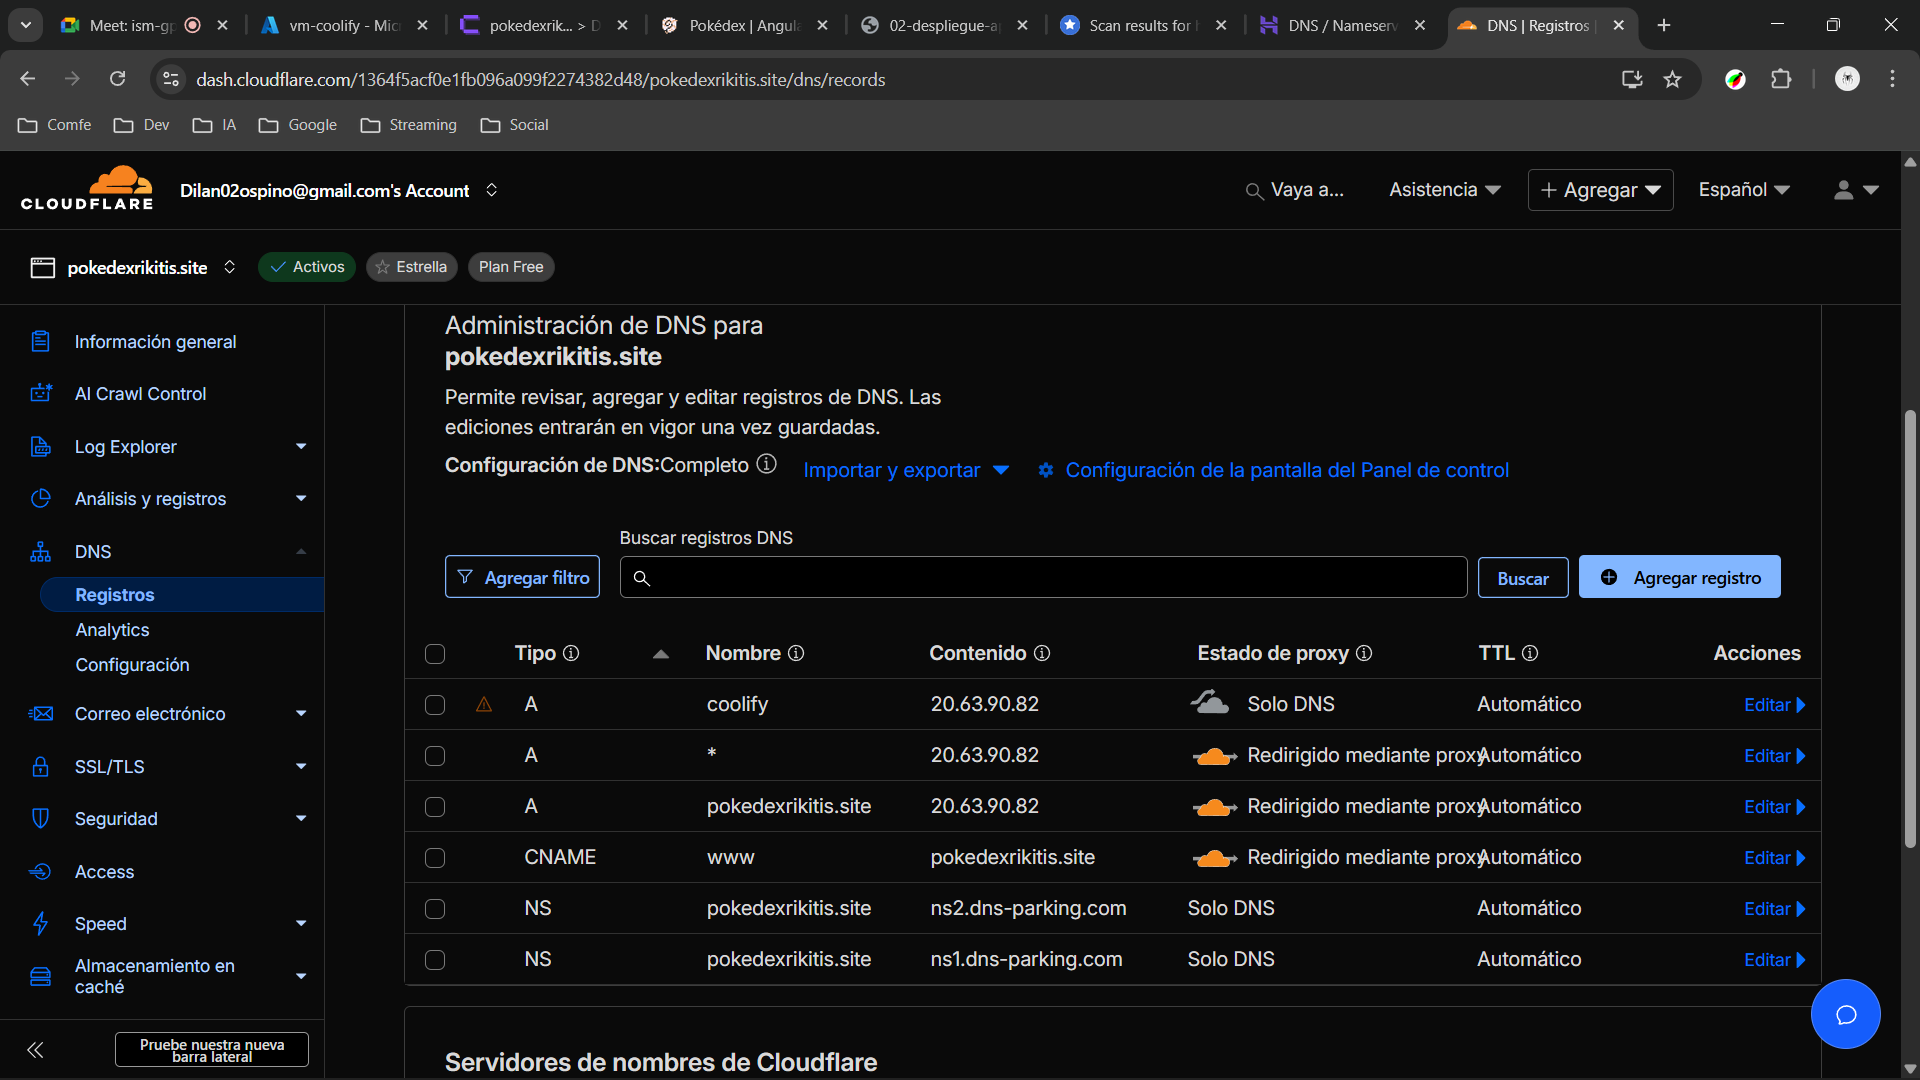 Meet: ism-gp
vm-coolify - Mic
pokedexrik... > D
Pokédex | Angula
02-despliegue-a
Scan results for h
DNS / Nameserv
DNS | Registros |
dash.cloudflare.com/1364f5acf0e1fb096a099f2274382d48/pokedexrikitis.site/dns/records
Comfe
Dev
IA
Google
Streaming
Social
CLOUDFLARE
Dilan02ospino@gmail.com's Account
Vaya a...
Asistencia
Agregar
Español
pokedexrikitis.site
Activos
Estrella
Plan Free
Información general
AI Crawl Control
Log Explorer
Análisis y registros
DNS
Registros
Analytics
Configuración
Correo electrónico
SSL/TLS
Seguridad
Access
Speed
Almacenamiento en
caché
Pruebe nuestra nueva
barra lateral
Administración de DNS para
pokedexrikitis.site
Permite revisar, agregar y editar registros de DNS. Las
ediciones entrarán en vigor una vez guardadas.
Configuración de DNS:Completo
Importar y exportar
Configuración de la pantalla del Panel de control
Buscar registros DNS
Agregar filtro
Buscar
Agregar registro
Tipo Nombre Contenido Estado de proxy TTL Acciones
A coolify 20.63.90.82 Solo DNS Automático Editar
A * 20.63.90.82 Redirigido mediante proxy Automático Editar
A pokedexrikitis.site 20.63.90.82 Redirigido mediante proxy Automático Editar
CNAME www pokedexrikitis.site Redirigido mediante proxy Automático Editar
NS pokedexrikitis.site ns2.dns-parking.com Solo DNS Automático Editar
NS pokedexrikitis.site ns1.dns-parking.com Solo DNS Automático Editar
Servidores de nombres de Cloudflare